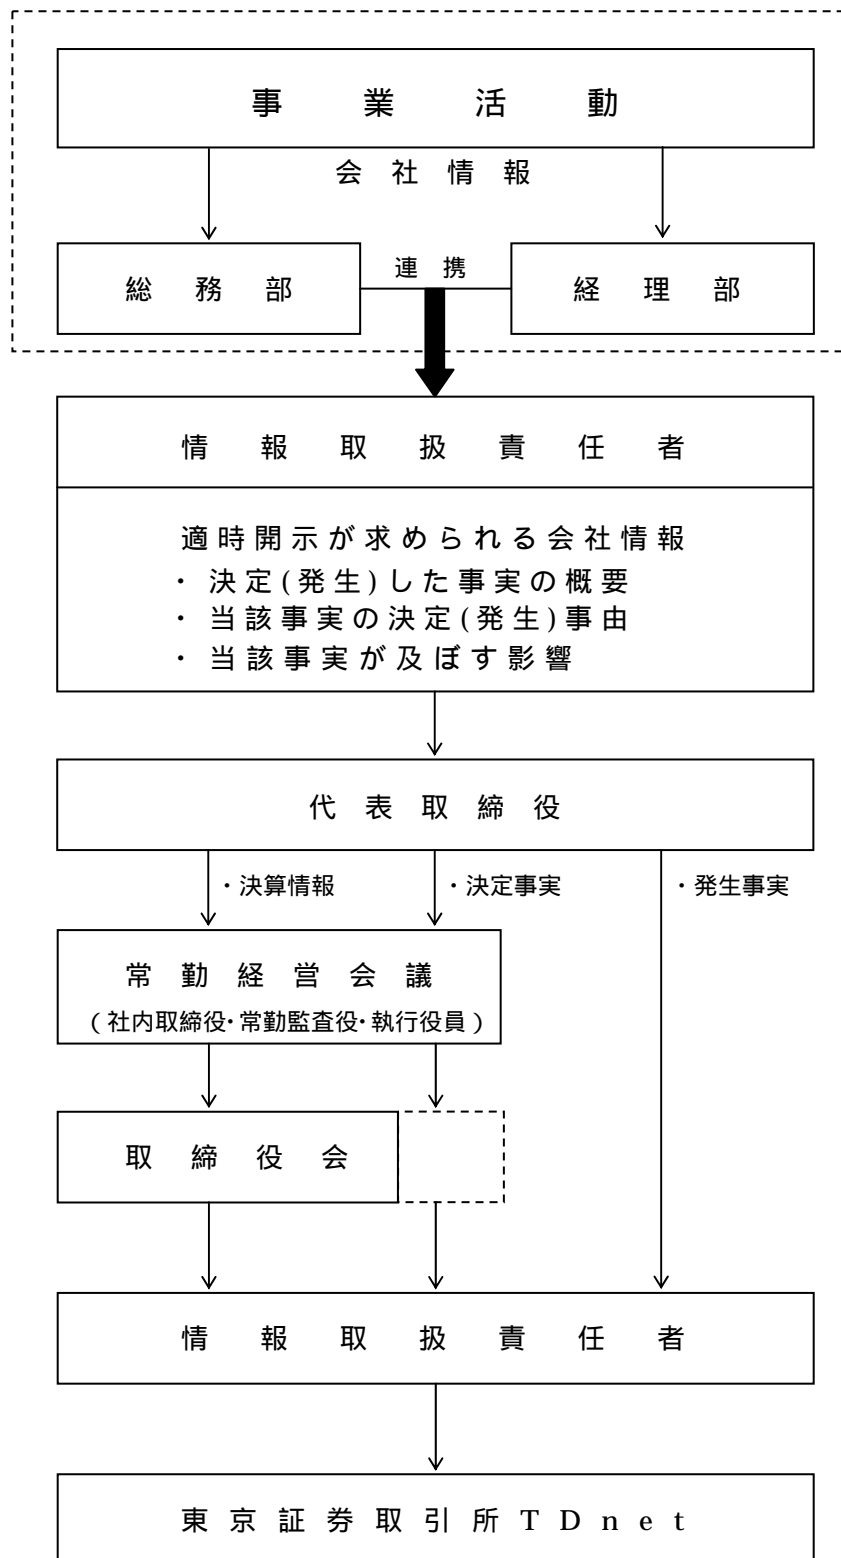 事業活動
会社情報
総務部
連携
経理部
情報取扱責任者
適時開示が求められる会社情報
・決定(発生)した事実の概要
・当該事実の決定(発生)事由
・当該事実が及ぼす影響
代表取締役
・決算情報
・決定事実
・発生事実
常勤経営会議
(社内取締役・常勤監査役・執行役員)
取締役会
情報取扱責任者
東京証券取引所TDnet